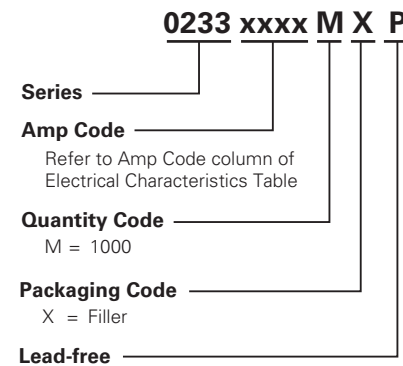 0233 xxxx M X P
Series
Amp Code
Refer to Amp Code column of
Electrical Characteristics Table
Quantity Code
M = 1000
Packaging Code
X = Filler
Lead-free